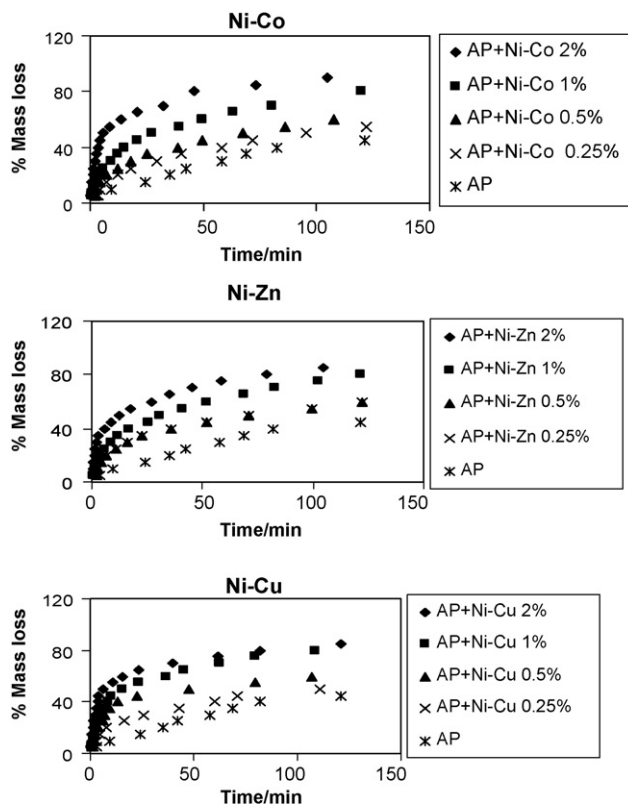 Ni-Co
120
80
40
0
0
50
100
150
% Mass loss
Time/min
AP+Ni-Co 2%
AP+Ni-Co 1%
AP+Ni-Co 0.5%
AP+Ni-Co 0.25%
AP
Ni-Zn
120
80
40
0
0
50
100
150
% Mass loss
Time/min
AP+Ni-Zn 2%
AP+Ni-Zn 1%
AP+Ni-Zn 0.5%
AP+Ni-Zn 0.25%
AP
Ni-Cu
120
80
40
0
0
50
100
150
% Mass loss
Time/min
AP+Ni-Cu 2%
AP+Ni-Cu 1%
AP+Ni-Cu 0.5%
AP+Ni-Cu 0.25%
AP